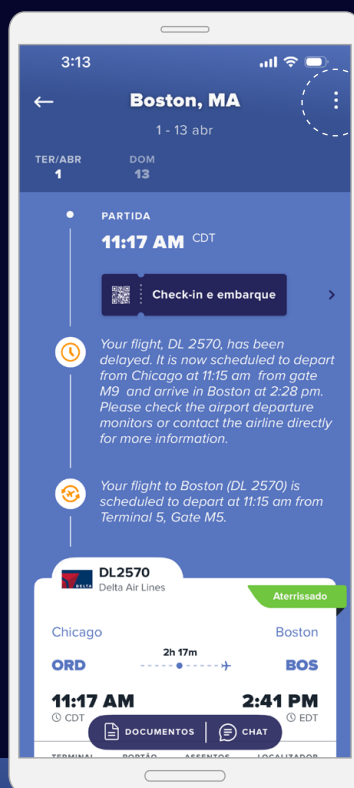 3:13
Boston, MA
1 - 13 abr
TER/ABR DOM
1 13
PARTIDA
11:17 AM CDT
Check-in e embarque
Your flight, DL 2570, has been
delayed. It is now scheduled to depart
from Chicago at 11:15 am from gate
M9 and arrive in Boston at 2:28 pm.
Please check the airport departure
monitors or contact the airline directly
for more information.
Your flight to Boston (DL 2570) is
scheduled to depart at 11:15 am from
Terminal 5, Gate M5.
DELTA
DL2570
Delta Air Lines
Aterrissado
Chicago Boston
2h 17m
ORD BOS
11:17 AM 2:41 PM
CDT EDT
DOCUMENTOS CHAT
TERMINAL PORTÃO ASSENTOS LOCALIZADOR